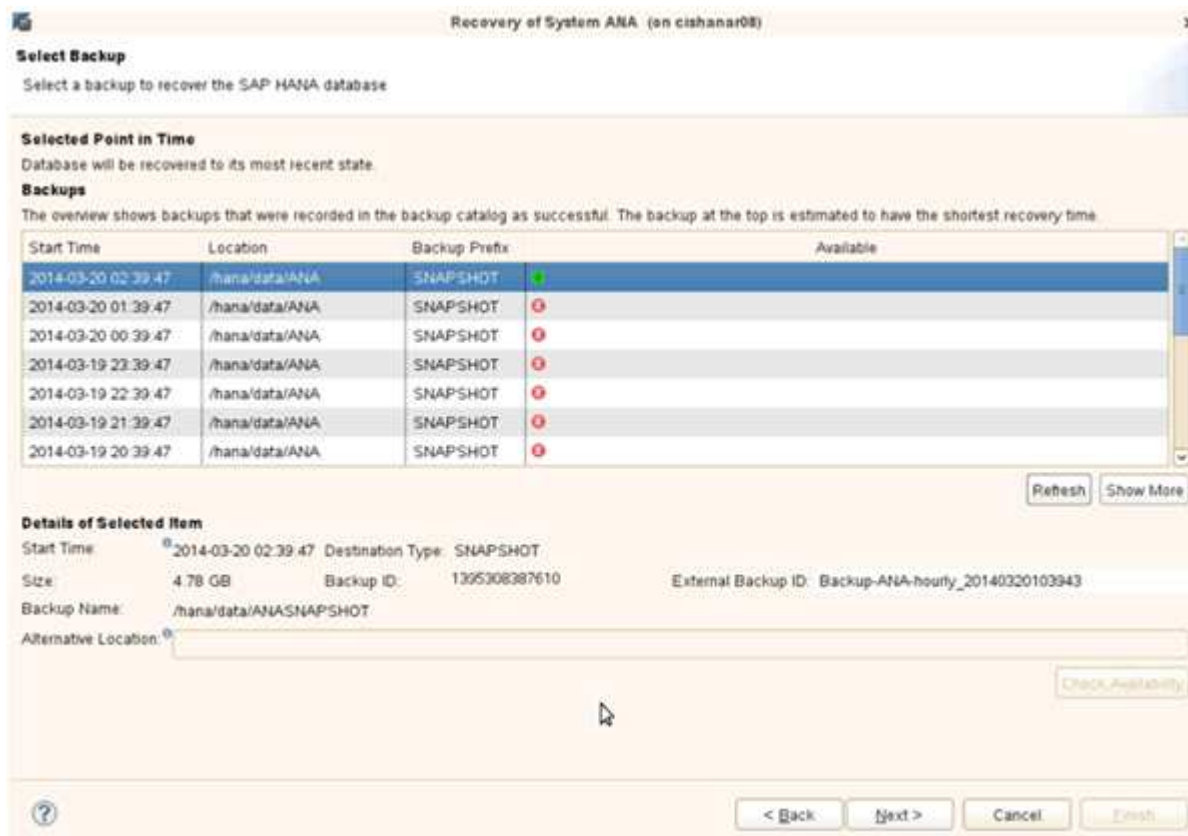 Recovery of System ANA (on cishanar08)
Select Backup
Select a backup to recover the SAP HANA database
Selected Point in Time
Database will be recovered to its most recent state.
Backups
The overview shows backups that were recorded in the backup catalog as successful. The backup at the top is estimated to have the shortest recovery time.
Start Time Location Backup Prefix Available
2014-03-20 02:39:47 /hana/data/ANA SNAPSHOT
2014-03-20 01:39:47 /hana/data/ANA SNAPSHOT
2014-03-20 00:39:47 /hana/data/ANA SNAPSHOT
2014-03-19 23:39:47 /hana/data/ANA SNAPSHOT
2014-03-19 22:39:47 /hana/data/ANA SNAPSHOT
2014-03-19 21:39:47 /hana/data/ANA SNAPSHOT
2014-03-19 20:39:47 /hana/data/ANA SNAPSHOT
Refresh Show More
Details of Selected Item
Start Time: 2014-03-20 02:39:47 Destination Type: SNAPSHOT
Size: 4.78 GB Backup ID: 1395308387610 External Backup ID: Backup-ANA-hourly_20140320103943
Backup Name: /hana/data/ANASNAPSHOT
Alternative Location:
Check Availability
< Back Next > Cancel Finish